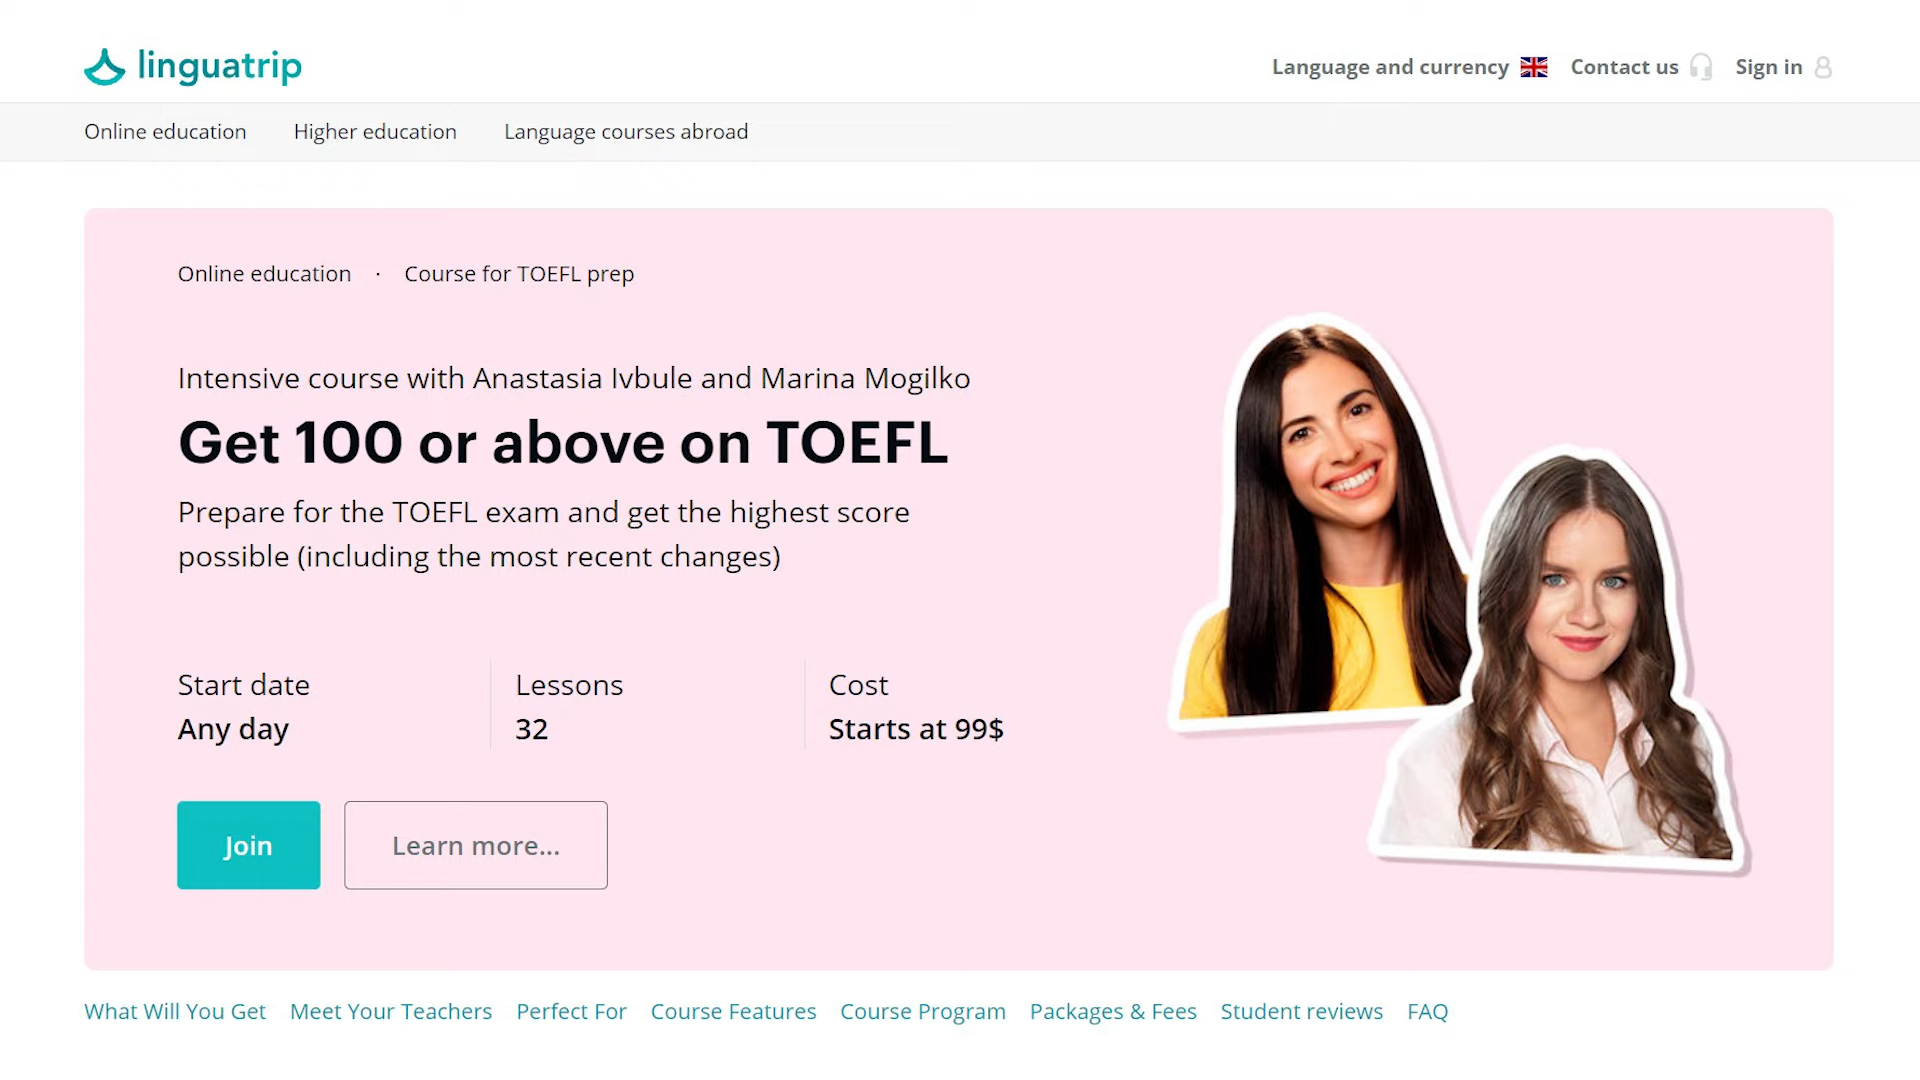 linguatrip
Language and currency
Contact us
Sign in
Online education
Higher education
Language courses abroad
Online education · Course for TOEFL prep
Intensive course with Anastasia Ivbule and Marina Mogilko
Get 100 or above on TOEFL
Prepare for the TOEFL exam and get the highest score
possible (including the most recent changes)
Start date
Any day
Lessons
32
Cost
Starts at 99$
Join
Learn more...
What Will You Get
Meet Your Teachers
Perfect For
Course Features
Course Program
Packages & Fees
Student reviews
FAQ